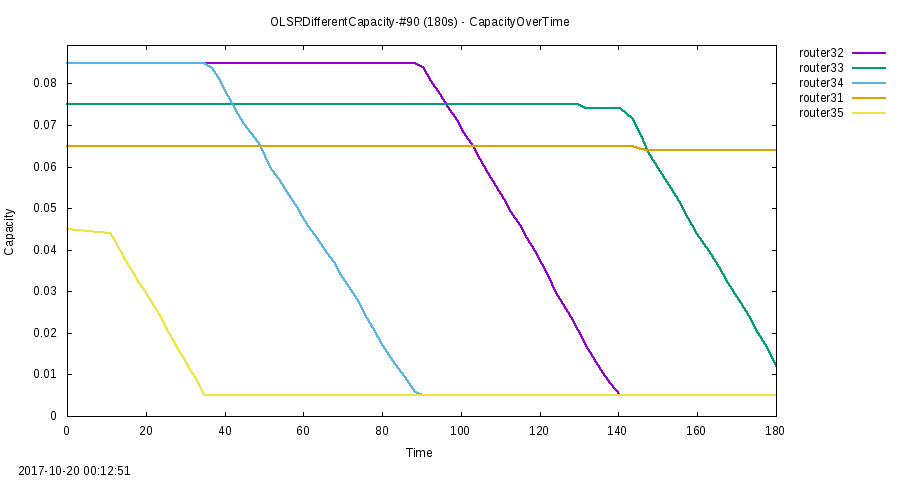 OLSRDifferentCapacity-#90 (180s) - CapacityOverTime
router32
router33
router34
router31
router35
0.08
0.07
0.06
0.05
0.04
0.03
0.02
0.01
0
Capacity
0 20 40 60 80 100 120 140 160 180
Time
2017-10-20 00:12:51